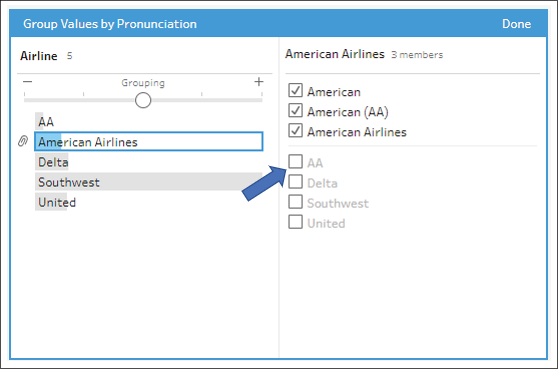 Group Values by Pronunciation Done
Airline 5
− Grouping +
AA
American Airlines
Delta
Southwest
United
American Airlines 3 members
American
American (AA)
American Airlines
AA
Delta
Southwest
United